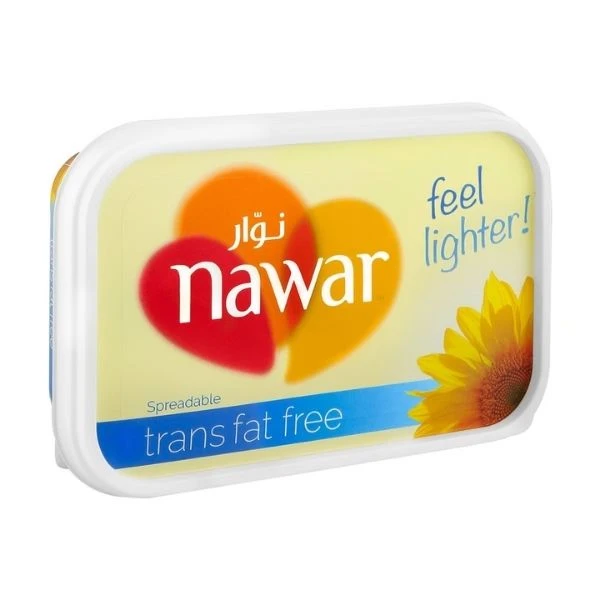 نوّار
nawar
feel
lighter!
Spreadable
trans fat free